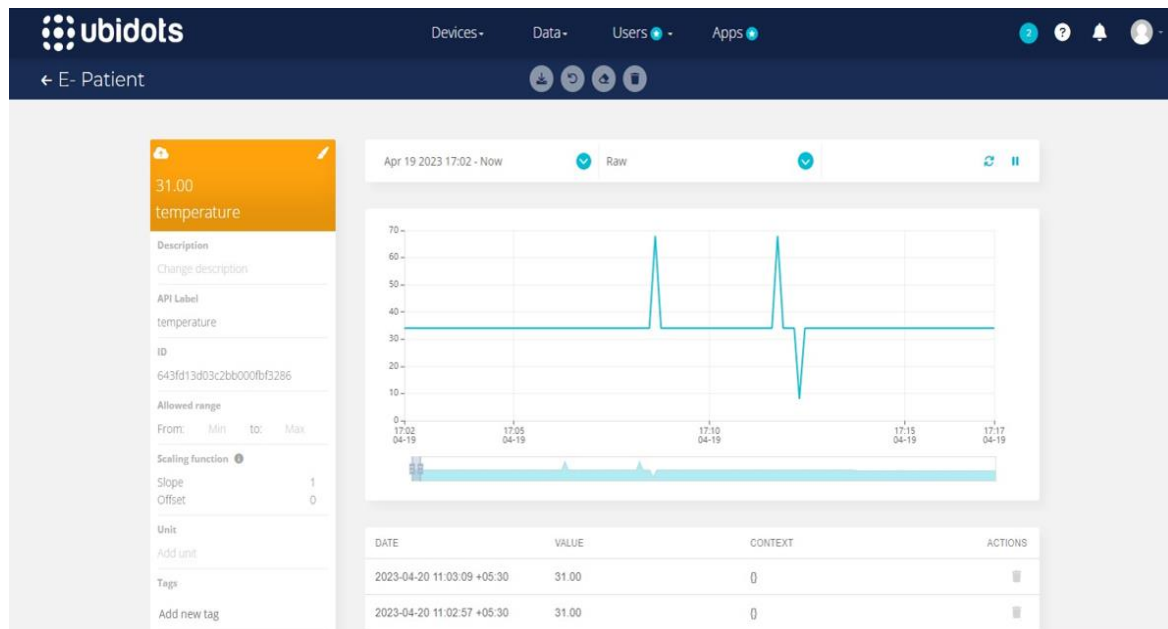 ubidots
Devices Data Users Apps 2 ?
← E- Patient
31.00
temperature
Description
Change description
API Label
temperature
ID
643fd13d03c2bb000fbf3286
Allowed range
From: Min to: Max
Scaling function
Slope 1
Offset 0
Unit
Add unit
Tags
Add new tag
Apr 19 2023 17:02 - Now Raw
70
60
50
40
30
20
10
0
17:02 17:05 17:10 17:15 17:17
04-19 04-19 04-19 04-19 04-19
DATE VALUE CONTEXT ACTIONS
2023-04-20 11:03:09 +05:30 31.00 {}
2023-04-20 11:02:57 +05:30 31.00 {}